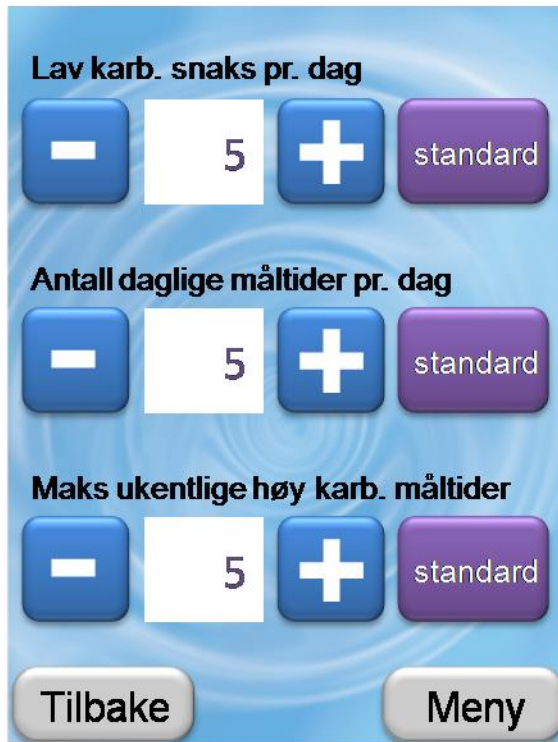 Lav karb. snaks pr. dag
5 standard
Antall daglige måltider pr. dag
5 standard
Maks ukentlige høy karb. måltider
5 standard
Tilbake Meny